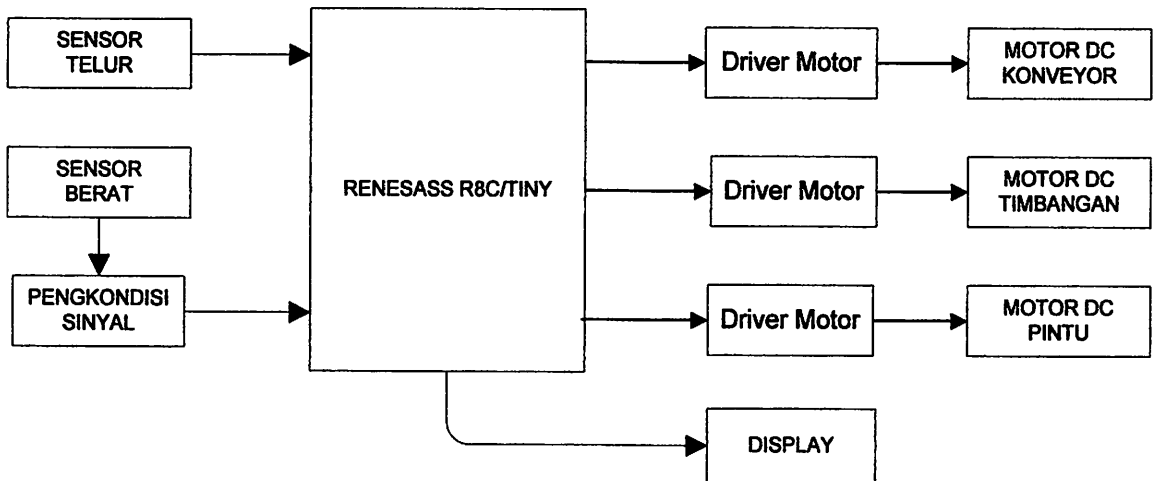 SENSOR
TELUR
SENSOR
BERAT
PENGKONDISI
SINYAL
RENESASS R8C/TINY
Driver Motor
MOTOR DC
KONVEYOR
Driver Motor
MOTOR DC
TIMBANGAN
Driver Motor
MOTOR DC
PINTU
DISPLAY